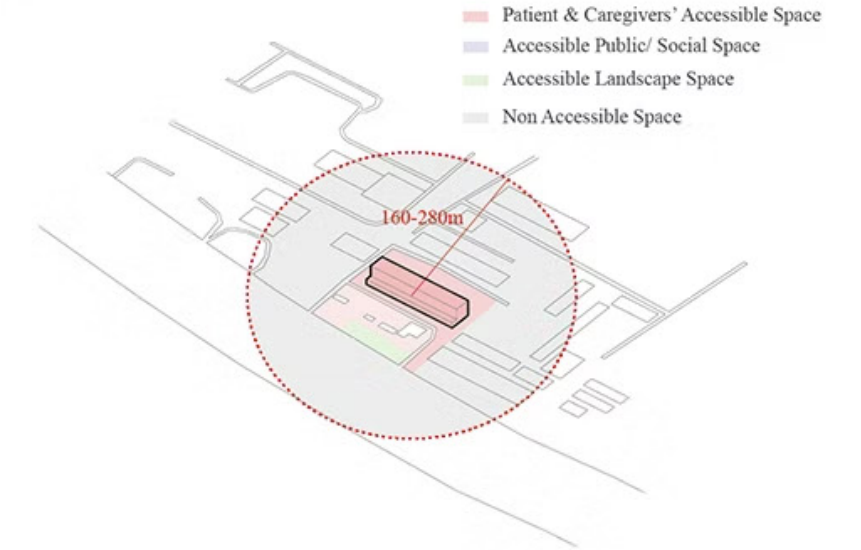 Patient & Caregivers’ Accessible Space
Accessible Public/ Social Space
Accessible Landscape Space
Non Accessible Space
160-280m